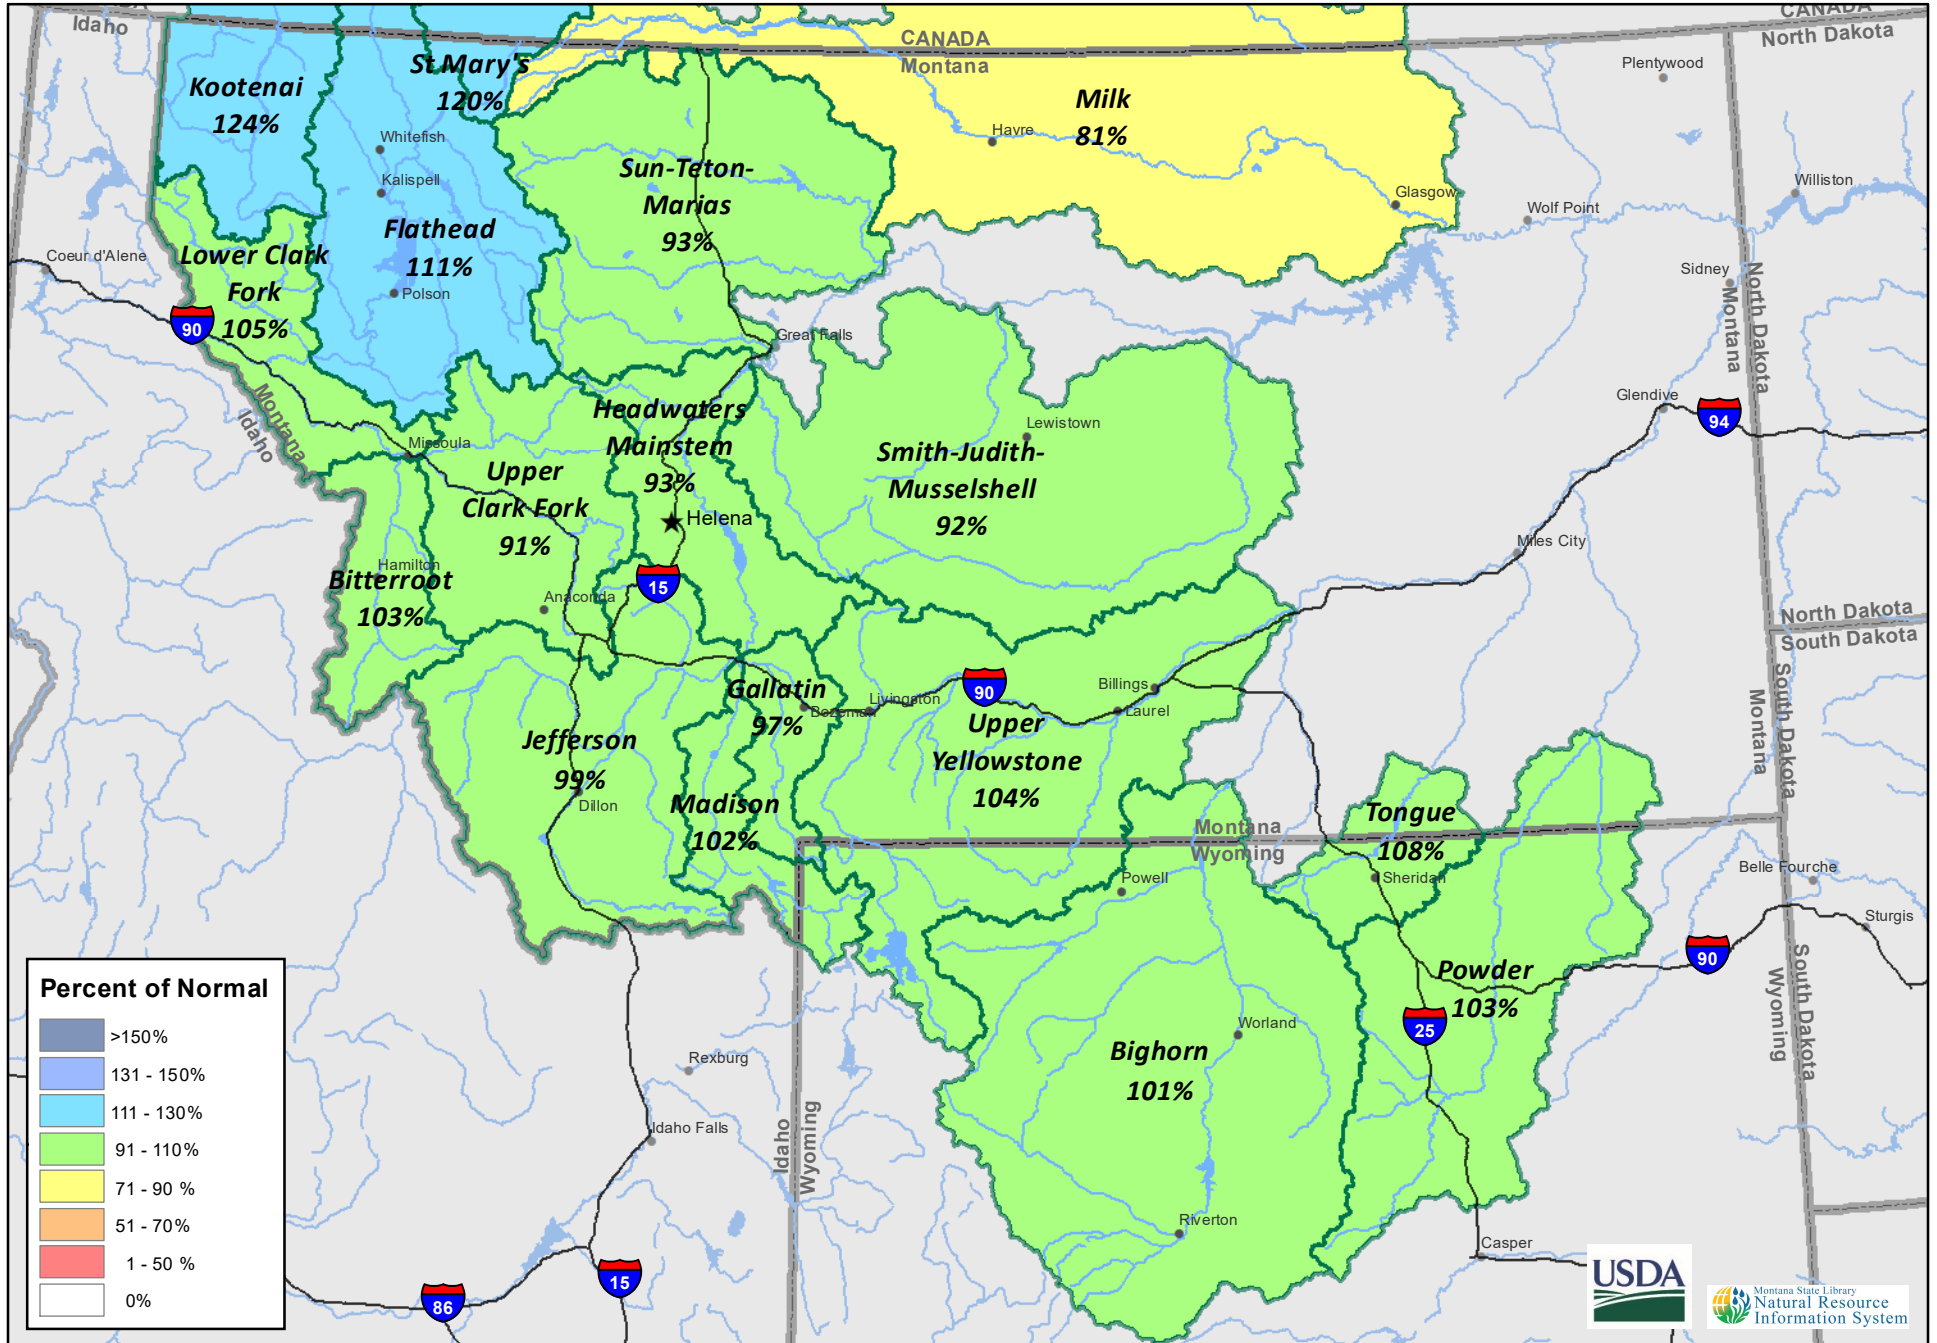 CANADA
Idaho
CANADA
Montana
CANADA
North Dakota
Kootenai
124%
St Mary's
120%
Milk
81%
Plentywood
Whitefish
Havre
Kalispell
Sun-Teton-
Marias
93%
Glasgow
Williston
Wolf Point
Flathead
111%
Coeur d'Alene
Lower Clark
Fork
105%
Polson
90
Sidney
Montana
North Dakota
Great Falls
Montana
Idaho
Headwaters
Mainstem
93%
Lewistown
Glendive
94
Missoula
Upper
Clark Fork
91%
Smith-Judith-
Musselshell
92%
Helena
Miles City
Hamilton
Bitterroot
103%
15
Anaconda
North Dakota
South Dakota
Gallatin
97%
Bozeman
Livingston
90
Billings
Laurel
Montana
South Dakota
Upper
Yellowstone
104%
Jefferson
99%
Dillon
Madison
102%
Montana
Wyoming
Tongue
108%
Sheridan
Powell
Belle Fourche
Sturgis
90
Powder
103%
South Dakota
Wyoming
25
Worland
Bighorn
101%
Rexburg
Idaho Falls
Idaho
Wyoming
Riverton
Casper
15
86
Percent of Normal
>150%
131 - 150%
111 - 130%
91 - 110%
71 - 90 %
51 - 70%
1 - 50 %
0%
USDA
Montana State Library
Natural Resource
Information System